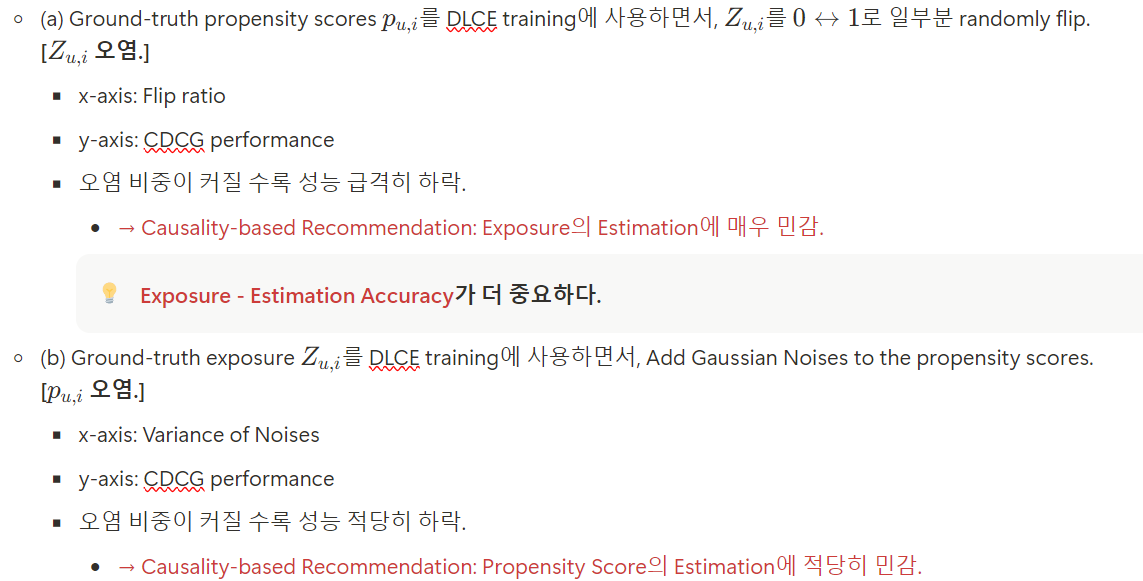 (a) Ground-truth propensity scores p_{u,i}를 DLCE training에 사용하면서, Z_{u,i}를 0 ↔ 1로 일부분 randomly flip.
[Z_{u,i} 오염.]
x-axis: Flip ratio
y-axis: CDCG performance
오염 비중이 커질 수록 성능 급격히 하락.
→ Causality-based Recommendation: Exposure의 Estimation에 매우 민감.
Exposure - Estimation Accuracy가 더 중요하다.
(b) Ground-truth exposure Z_{u,i}를 DLCE training에 사용하면서, Add Gaussian Noises to the propensity scores.
[p_{u,i} 오염.]
x-axis: Variance of Noises
y-axis: CDCG performance
오염 비중이 커질 수록 성능 적당히 하락.
→ Causality-based Recommendation: Propensity Score의 Estimation에 적당히 민감.